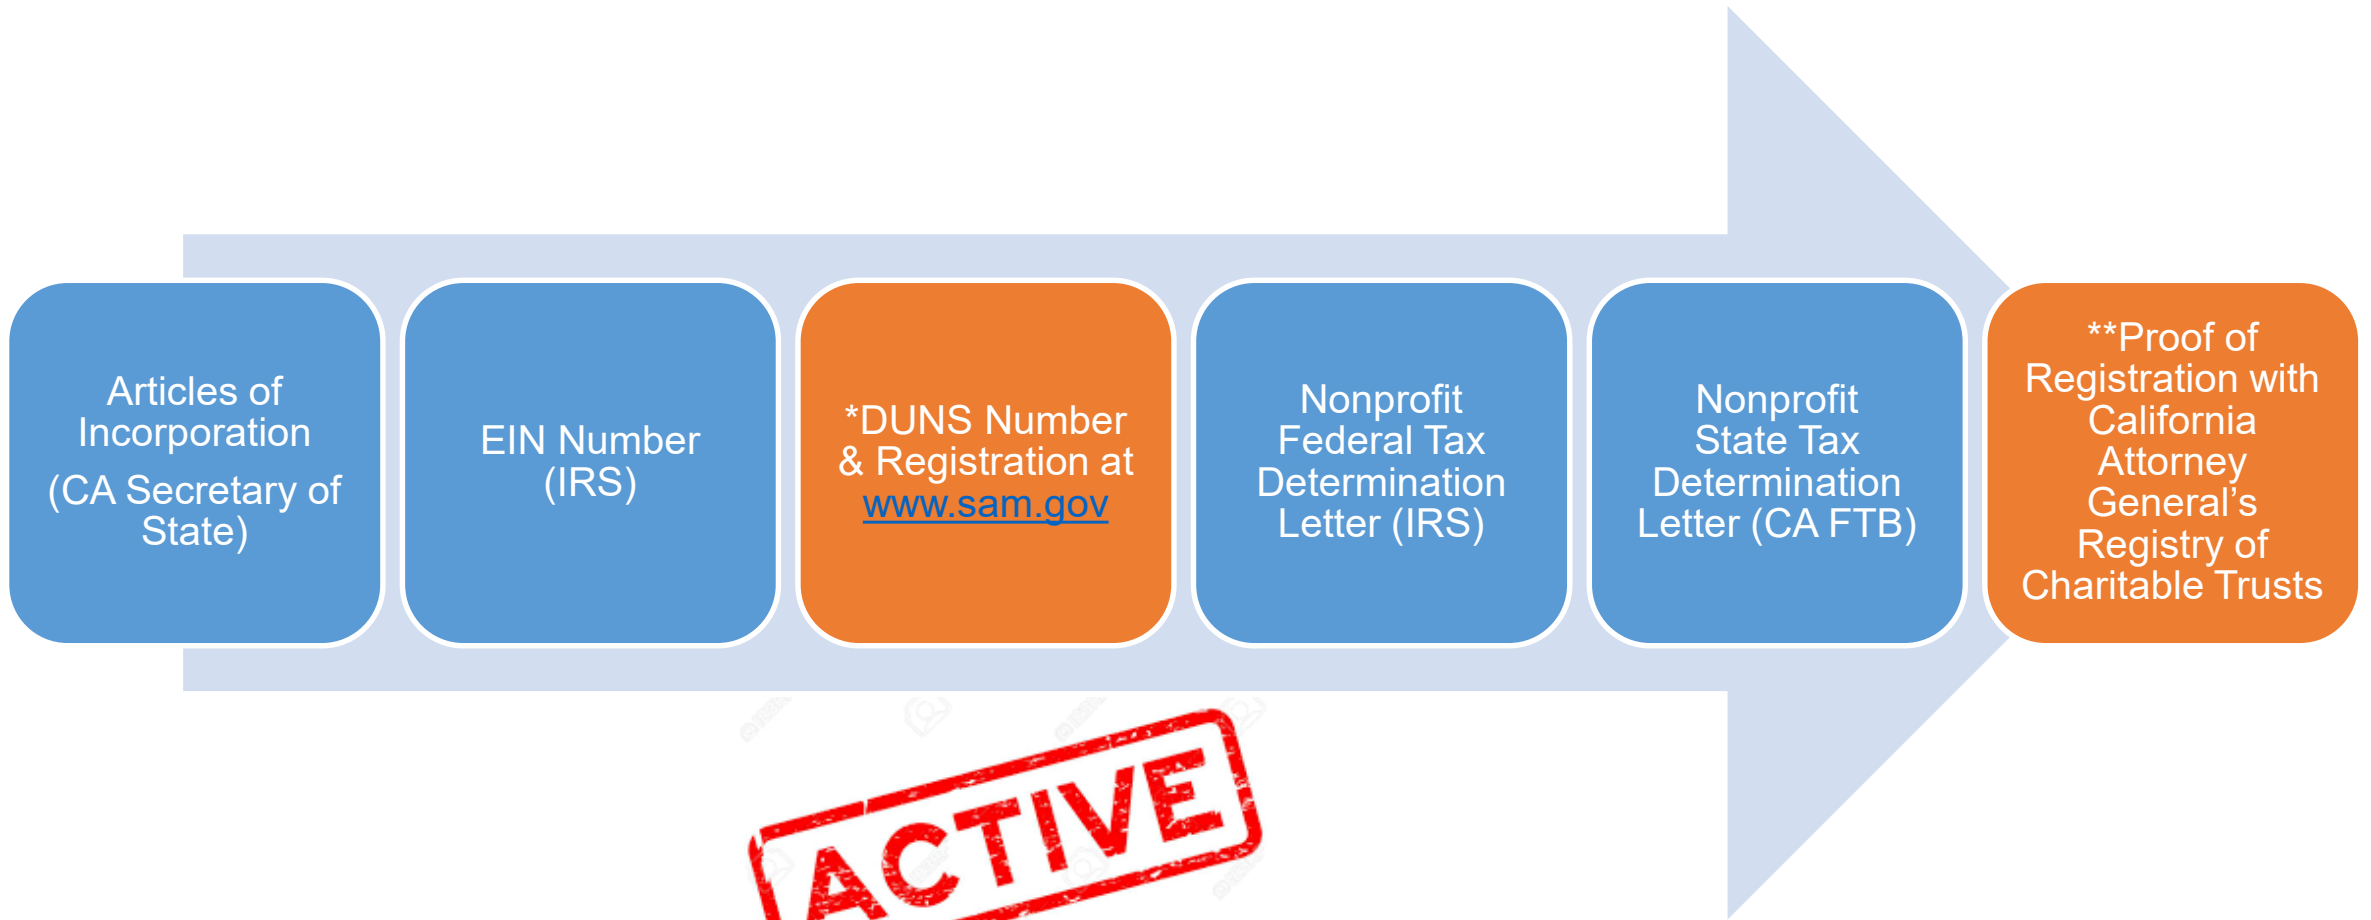 Articles of
Incorporation
(CA Secretary of
State)
EIN Number
(IRS)
*DUNS Number
& Registration at
www.sam.gov
Nonprofit
Federal Tax
Determination
Letter (IRS)
Nonprofit
State Tax
Determination
Letter (CA FTB)
**Proof of
Registration with
California
Attorney
General’s
Registry of
Charitable Trusts
ACTIVE